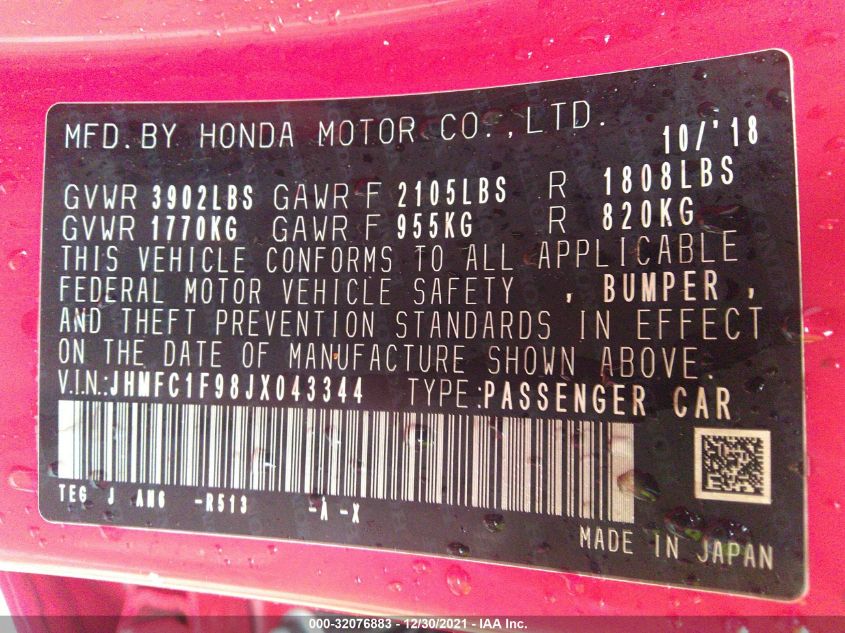 MFD. BY HONDA MOTOR CO., LTD. 10/'18
GVWR 3902LBS GAWR F 2105LBS R 1808LBS
GVWR 1770KG GAWR F 955KG R 820KG
THIS VEHICLE CONFORMS TO ALL APPLICABLE
FEDERAL MOTOR VEHICLE SAFETY , BUMPER ,
AND THEFT PREVENTION STANDARDS IN EFFECT
ON THE DATE OF MANUFACTURE SHOWN ABOVE.
V.I.N.: JHMFC1F98JX043344 TYPE: PASSENGER CAR
TEG J AM6 -R513 -A -X
MADE IN JAPAN
000-32076883 - 12/30/2021 - IAA Inc.